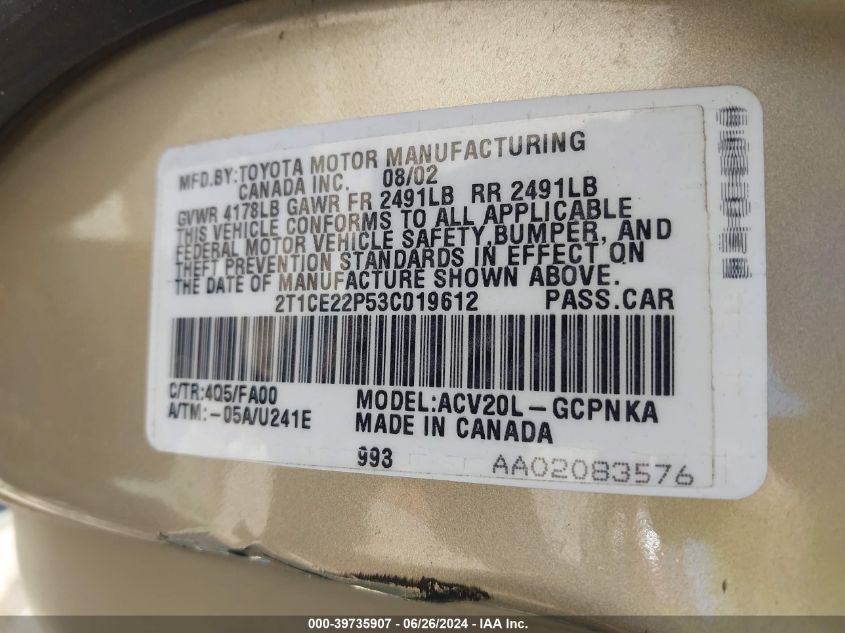 MFD.BY:TOYOTA MOTOR MANUFACTURING
CANADA INC. 08/02
GVWR 4178LB GAWR FR 2491LB RR 2491LB
THIS VEHICLE CONFORMS TO ALL APPLICABLE
FEDERAL MOTOR VEHICLE SAFETY,BUMPER, AND
THEFT PREVENTION STANDARDS IN EFFECT ON
THE DATE OF MANUFACTURE SHOWN ABOVE.
2T1CE22P53C019612 PASS.CAR
C/TR:4Q5/FA00 MODEL:ACV20L-GCPNKA
A/TM:-05A/U241E MADE IN CANADA
993 AA02083576
000-39735907 | 06/26/2024 - IAA Inc.